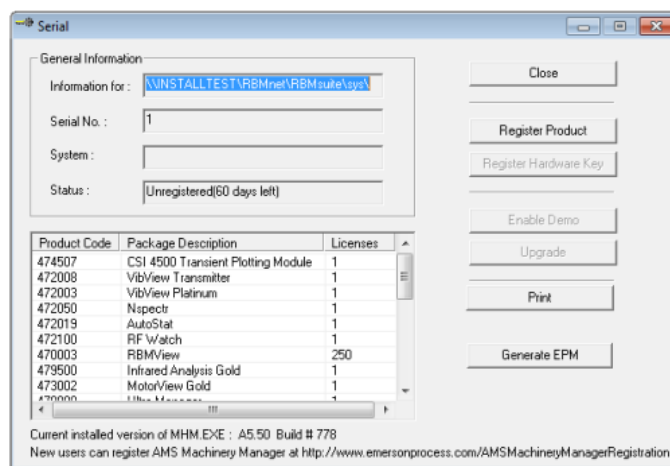 Serial
General Information
Information for : \\INSTALLTEST\RBMnet\RBMsuite\sys\
Serial No. : 1
System :
Status : Unregistered(60 days left)
Close
Register Product
Register Hardware Key
Enable Demo
Upgrade
Print
Generate EPM
Product Code Package Description Licenses
474507 CSI 4500 Transient Plotting Module 1
472008 VibView Transmitter 1
472003 VibView Platinum 1
472050 Nspectr 1
472019 AutoStat 1
472100 RF Watch 1
470003 RBMView 250
479500 Infrared Analysis Gold 1
473002 MotorView Gold 1
Current installed version of MHM.EXE : A5.50 Build # 778
New users can register AMS Machinery Manager at http://www.emersonprocess.com/AMSMachineryManagerRegistration